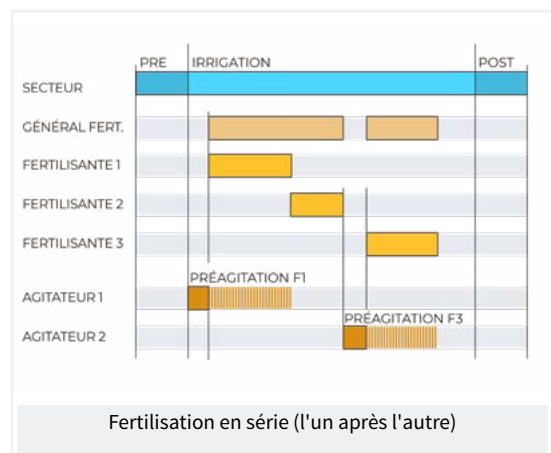 PRE IRRIGATION POST
SECTEUR
GÉNÉRAL FERT.
FERTILISANTE 1
FERTILISANTE 2
FERTILISANTE 3
PRÉAGITATION F1
AGITATEUR 1
PRÉAGITATION F3
AGITATEUR 2
Fertilisation en série (l'un après l'autre)